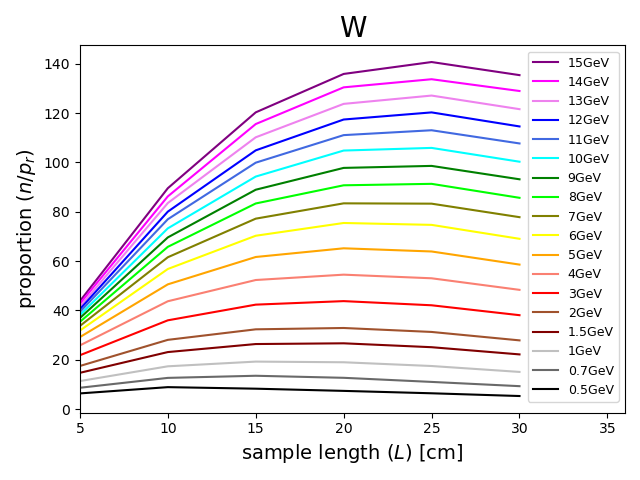 W
proportion (n/pr)
140
120
100
80
60
40
20
0
5
10
15
20
25
30
35
sample length (L) [cm]
15GeV
14GeV
13GeV
12GeV
11GeV
10GeV
9GeV
8GeV
7GeV
6GeV
5GeV
4GeV
3GeV
2GeV
1.5GeV
1GeV
0.7GeV
0.5GeV